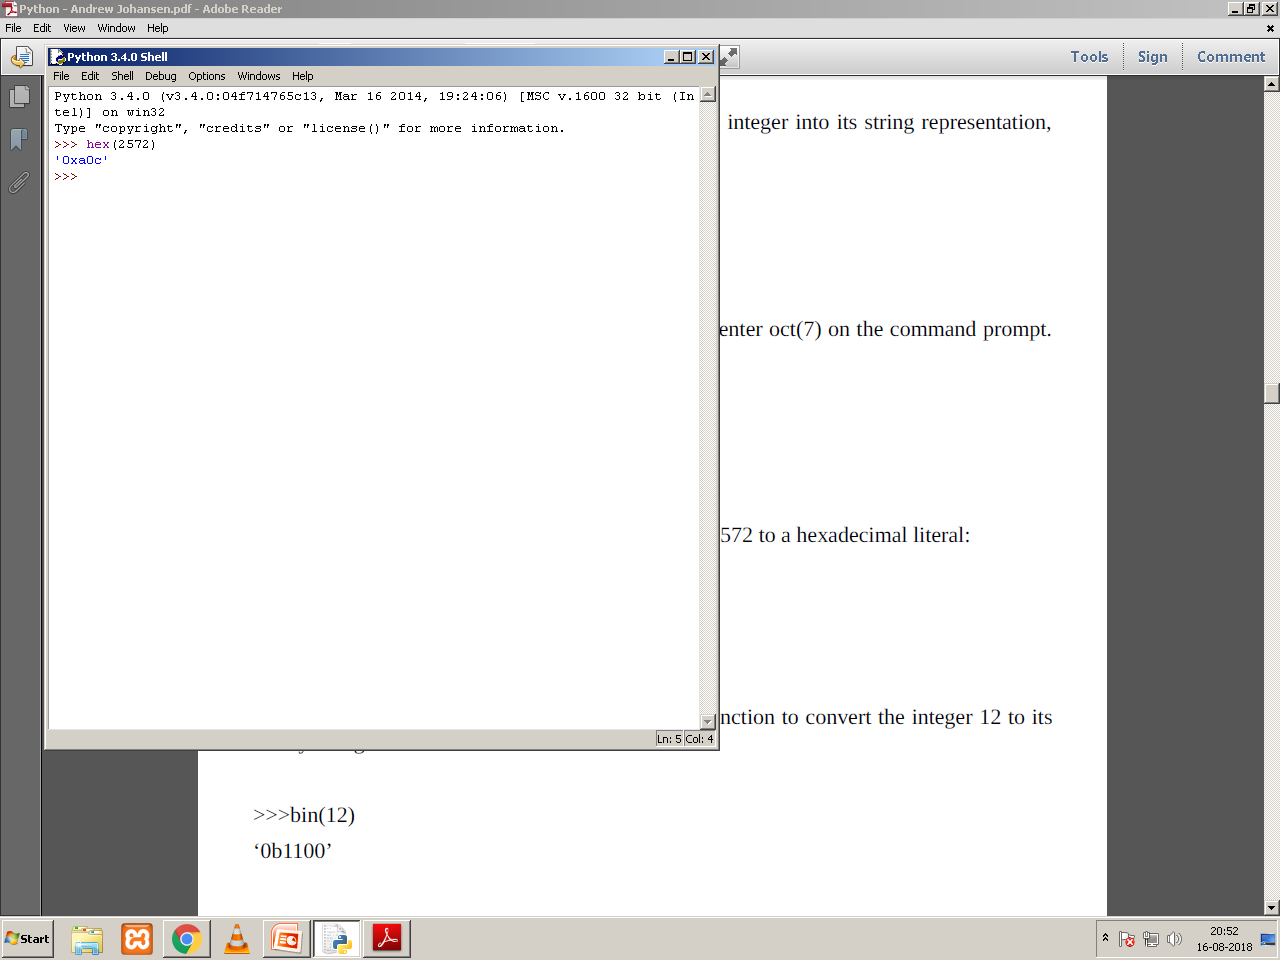 Python - Andrew Johansen.pdf - Adobe Reader
File Edit View Window Help
Tools Sign Comment
Python 3.4.0 Shell
File Edit Shell Debug Options Windows Help
Python 3.4.0 (v3.4.0:04f714765c13, Mar 16 2014, 19:24:06) [MSC v.1600 32 bit (In
tel)] on win32
Type "copyright", "credits" or "license()" for more information.
>>> hex(2572)
'0xa0c'
>>>
Ln: 5 Col: 4
integer into its string representation,
enter oct(7) on the command prompt.
572 to a hexadecimal literal:
nction to convert the integer 12 to its
>>>bin(12)
‘0b1100’
Start
20:52
16-08-2018